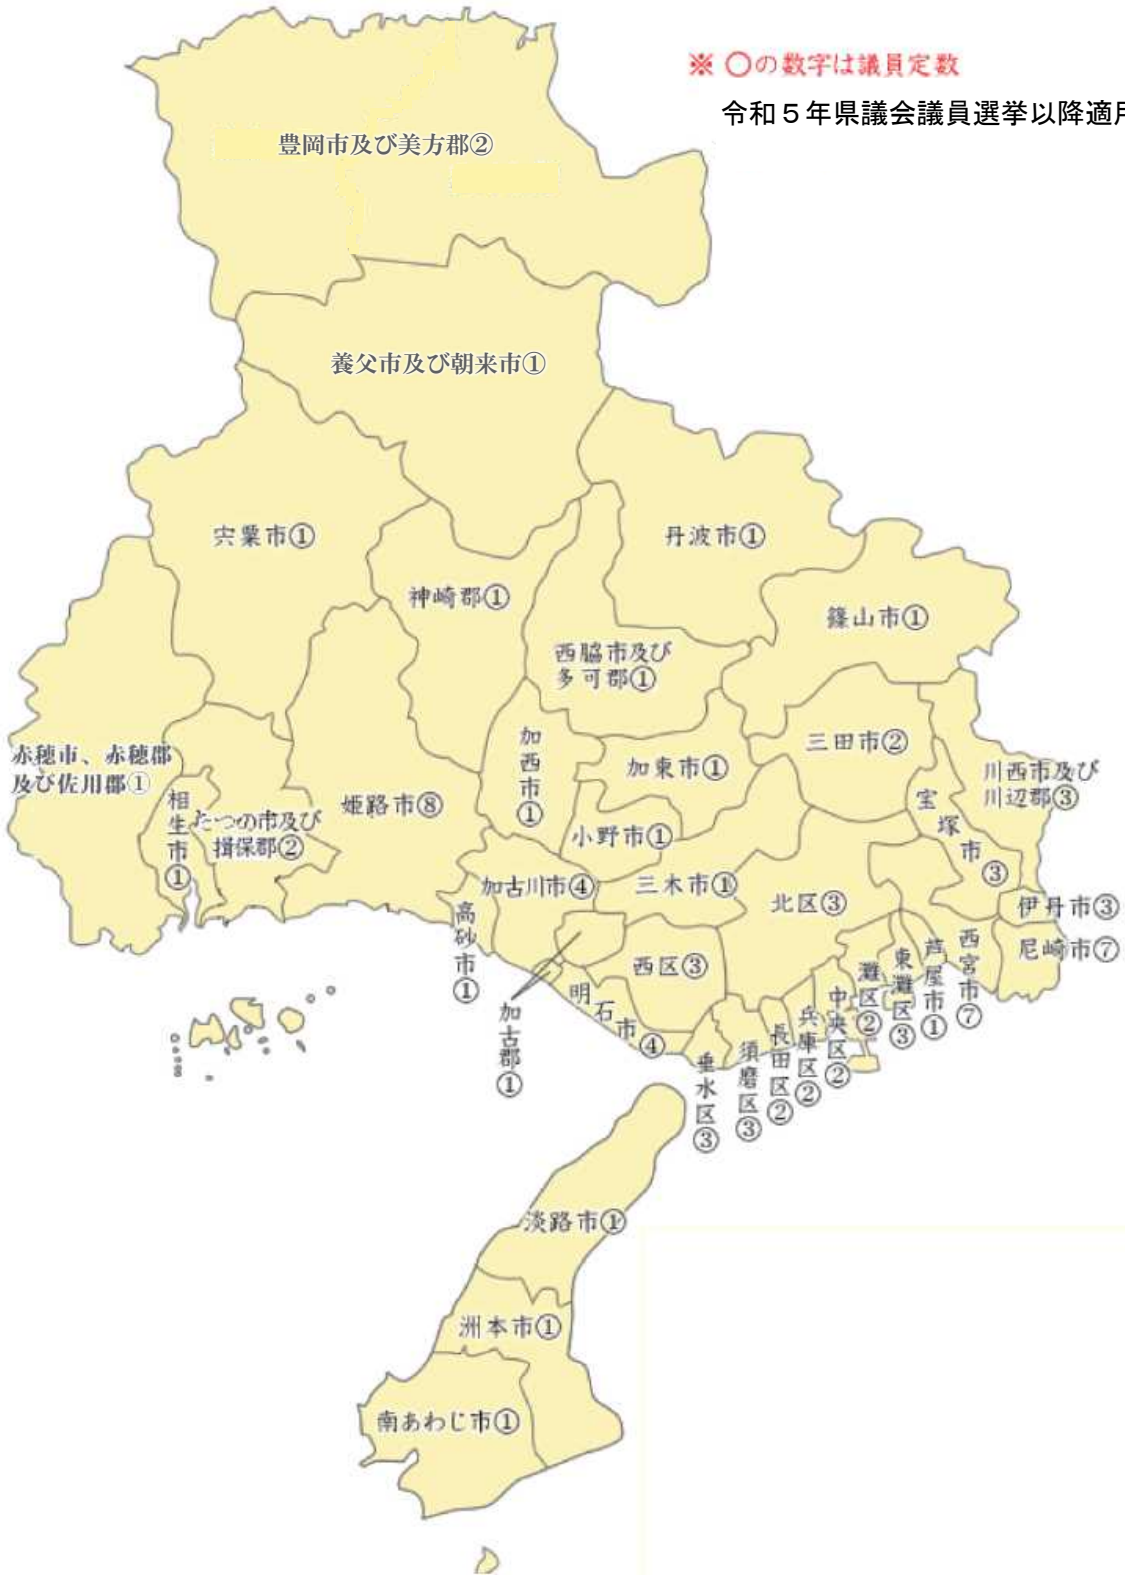 ※ ○の数字は議員定数
令和５年県議会議員選挙以降適用
豊岡市及び美方郡②
養父市及び朝来市①
宍粟市①
丹波市①
神崎郡①
篠山市①
西脇市及び
多可郡①
三田市②
赤穂市、赤穂郡
及び佐川郡①
加西市①
加東市①
川西市及び
川辺郡③
相生市①
たつの市及び
揖保郡②
姫路市⑧
小野市①
宝塚市③
加古川市④
三木市①
北区③
伊丹市③
高砂市①
西区③
尼崎市⑦
加古郡①
明石市④
垂水区③
須磨区③
長田区②
兵庫区②
中央区②
灘区②
東灘区③
芦屋市①
西宮市⑦
淡路市①
洲本市①
南あわじ市①